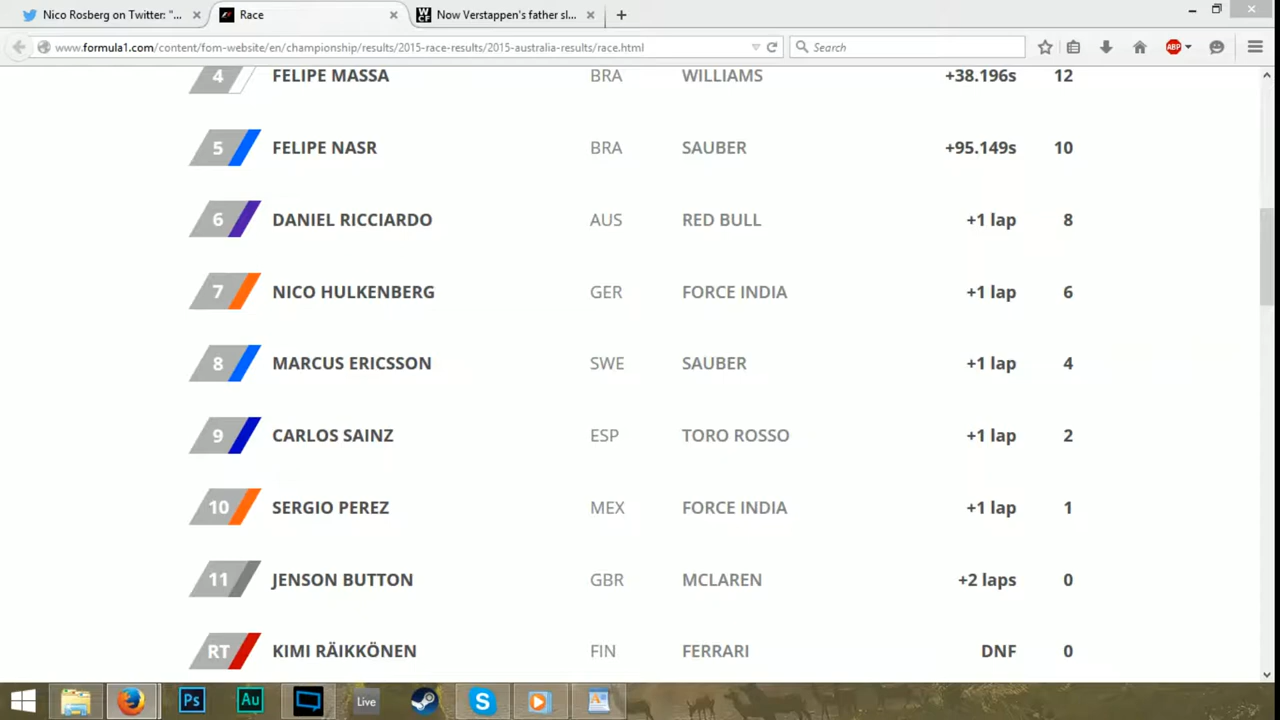 Nico Rosberg on Twitter: "...
Race
WCF Now Verstappen's father sl...
www.formula1.com/content/fom-website/en/championship/results/2015-race-results/2015-australia-results/race.html
Search
ABP
4 FELIPE MASSA BRA WILLIAMS +38.196s 12
5 FELIPE NASR BRA SAUBER +95.149s 10
6 DANIEL RICCIARDO AUS RED BULL +1 lap 8
7 NICO HULKENBERG GER FORCE INDIA +1 lap 6
8 MARCUS ERICSSON SWE SAUBER +1 lap 4
9 CARLOS SAINZ ESP TORO ROSSO +1 lap 2
10 SERGIO PEREZ MEX FORCE INDIA +1 lap 1
11 JENSON BUTTON GBR MCLAREN +2 laps 0
RT KIMI RÄIKKÖNEN FIN FERRARI DNF 0
Ps Au Live S